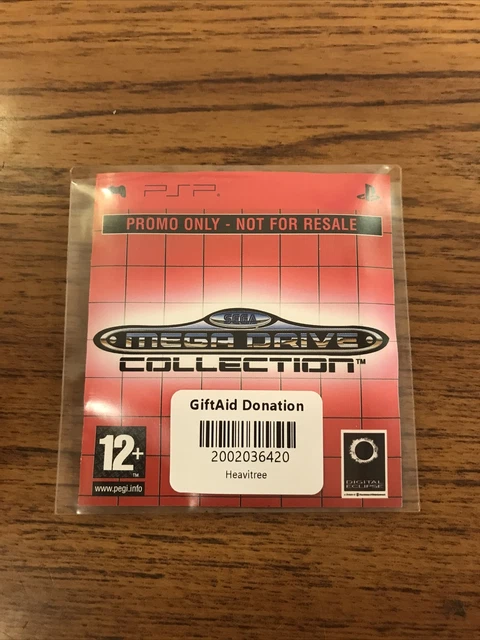 PSP
PROMO ONLY - NOT FOR RESALE
SEGA
MEGA DRIVE
COLLECTION™
GiftAid Donation
2002036420
Heavitree
12+
www.pegi.info
DIGITAL
ECLIPSE